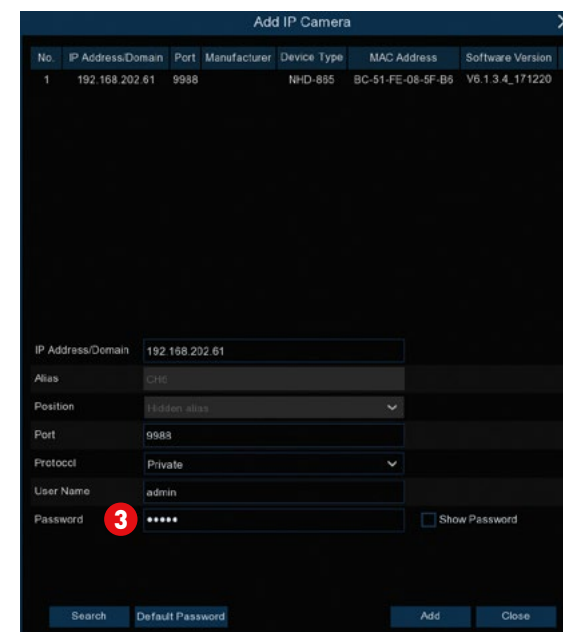 Add IP Camera X
No. IP Address/Domain Port Manufacturer Device Type MAC Address Software Version
1 192.168.202.61 9988 NHD-865 BC-51-FE-08-5F-B6 V6.1.3.4_171220
IP Address/Domain 192.168.202.61
Alias CH6
Position Hidden alias
Port 9988
Protocol Private
User Name admin
Password 3 ••••• Show Password
Search Default Password Add Close